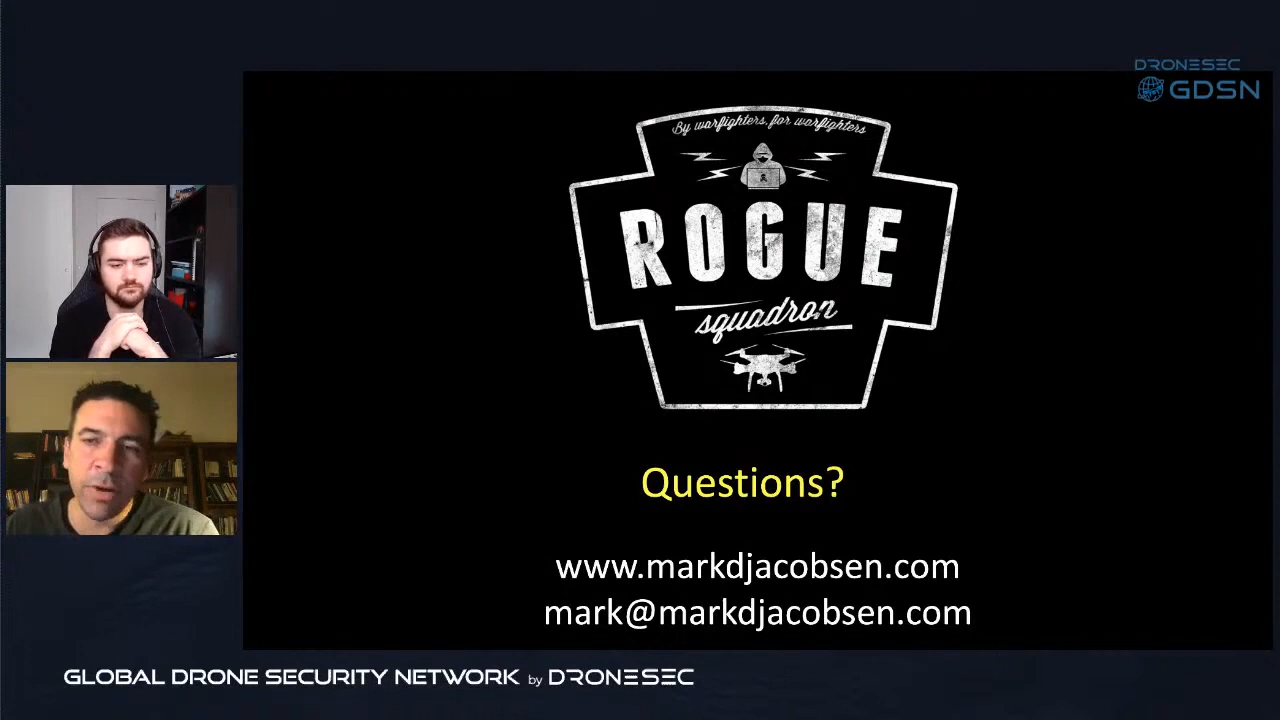 DRONESEC
GDSN
By warfighters, for warfighters
ROGUE
squadron
Questions?
www.markdjacobsen.com
mark@markdjacobsen.com
GLOBAL DRONE SECURITY NETWORK by DRONESEC